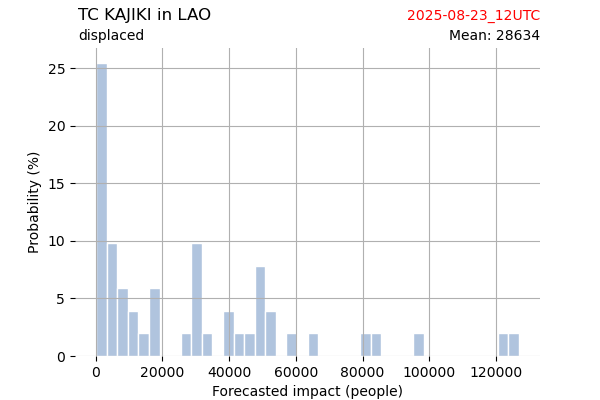 TC KAJIKI in LAO
2025-08-23_12UTC
displaced
Mean: 28634
25
20
15
10
5
0
Probability (%)
0 20000 40000 60000 80000 100000 120000
Forecasted impact (people)